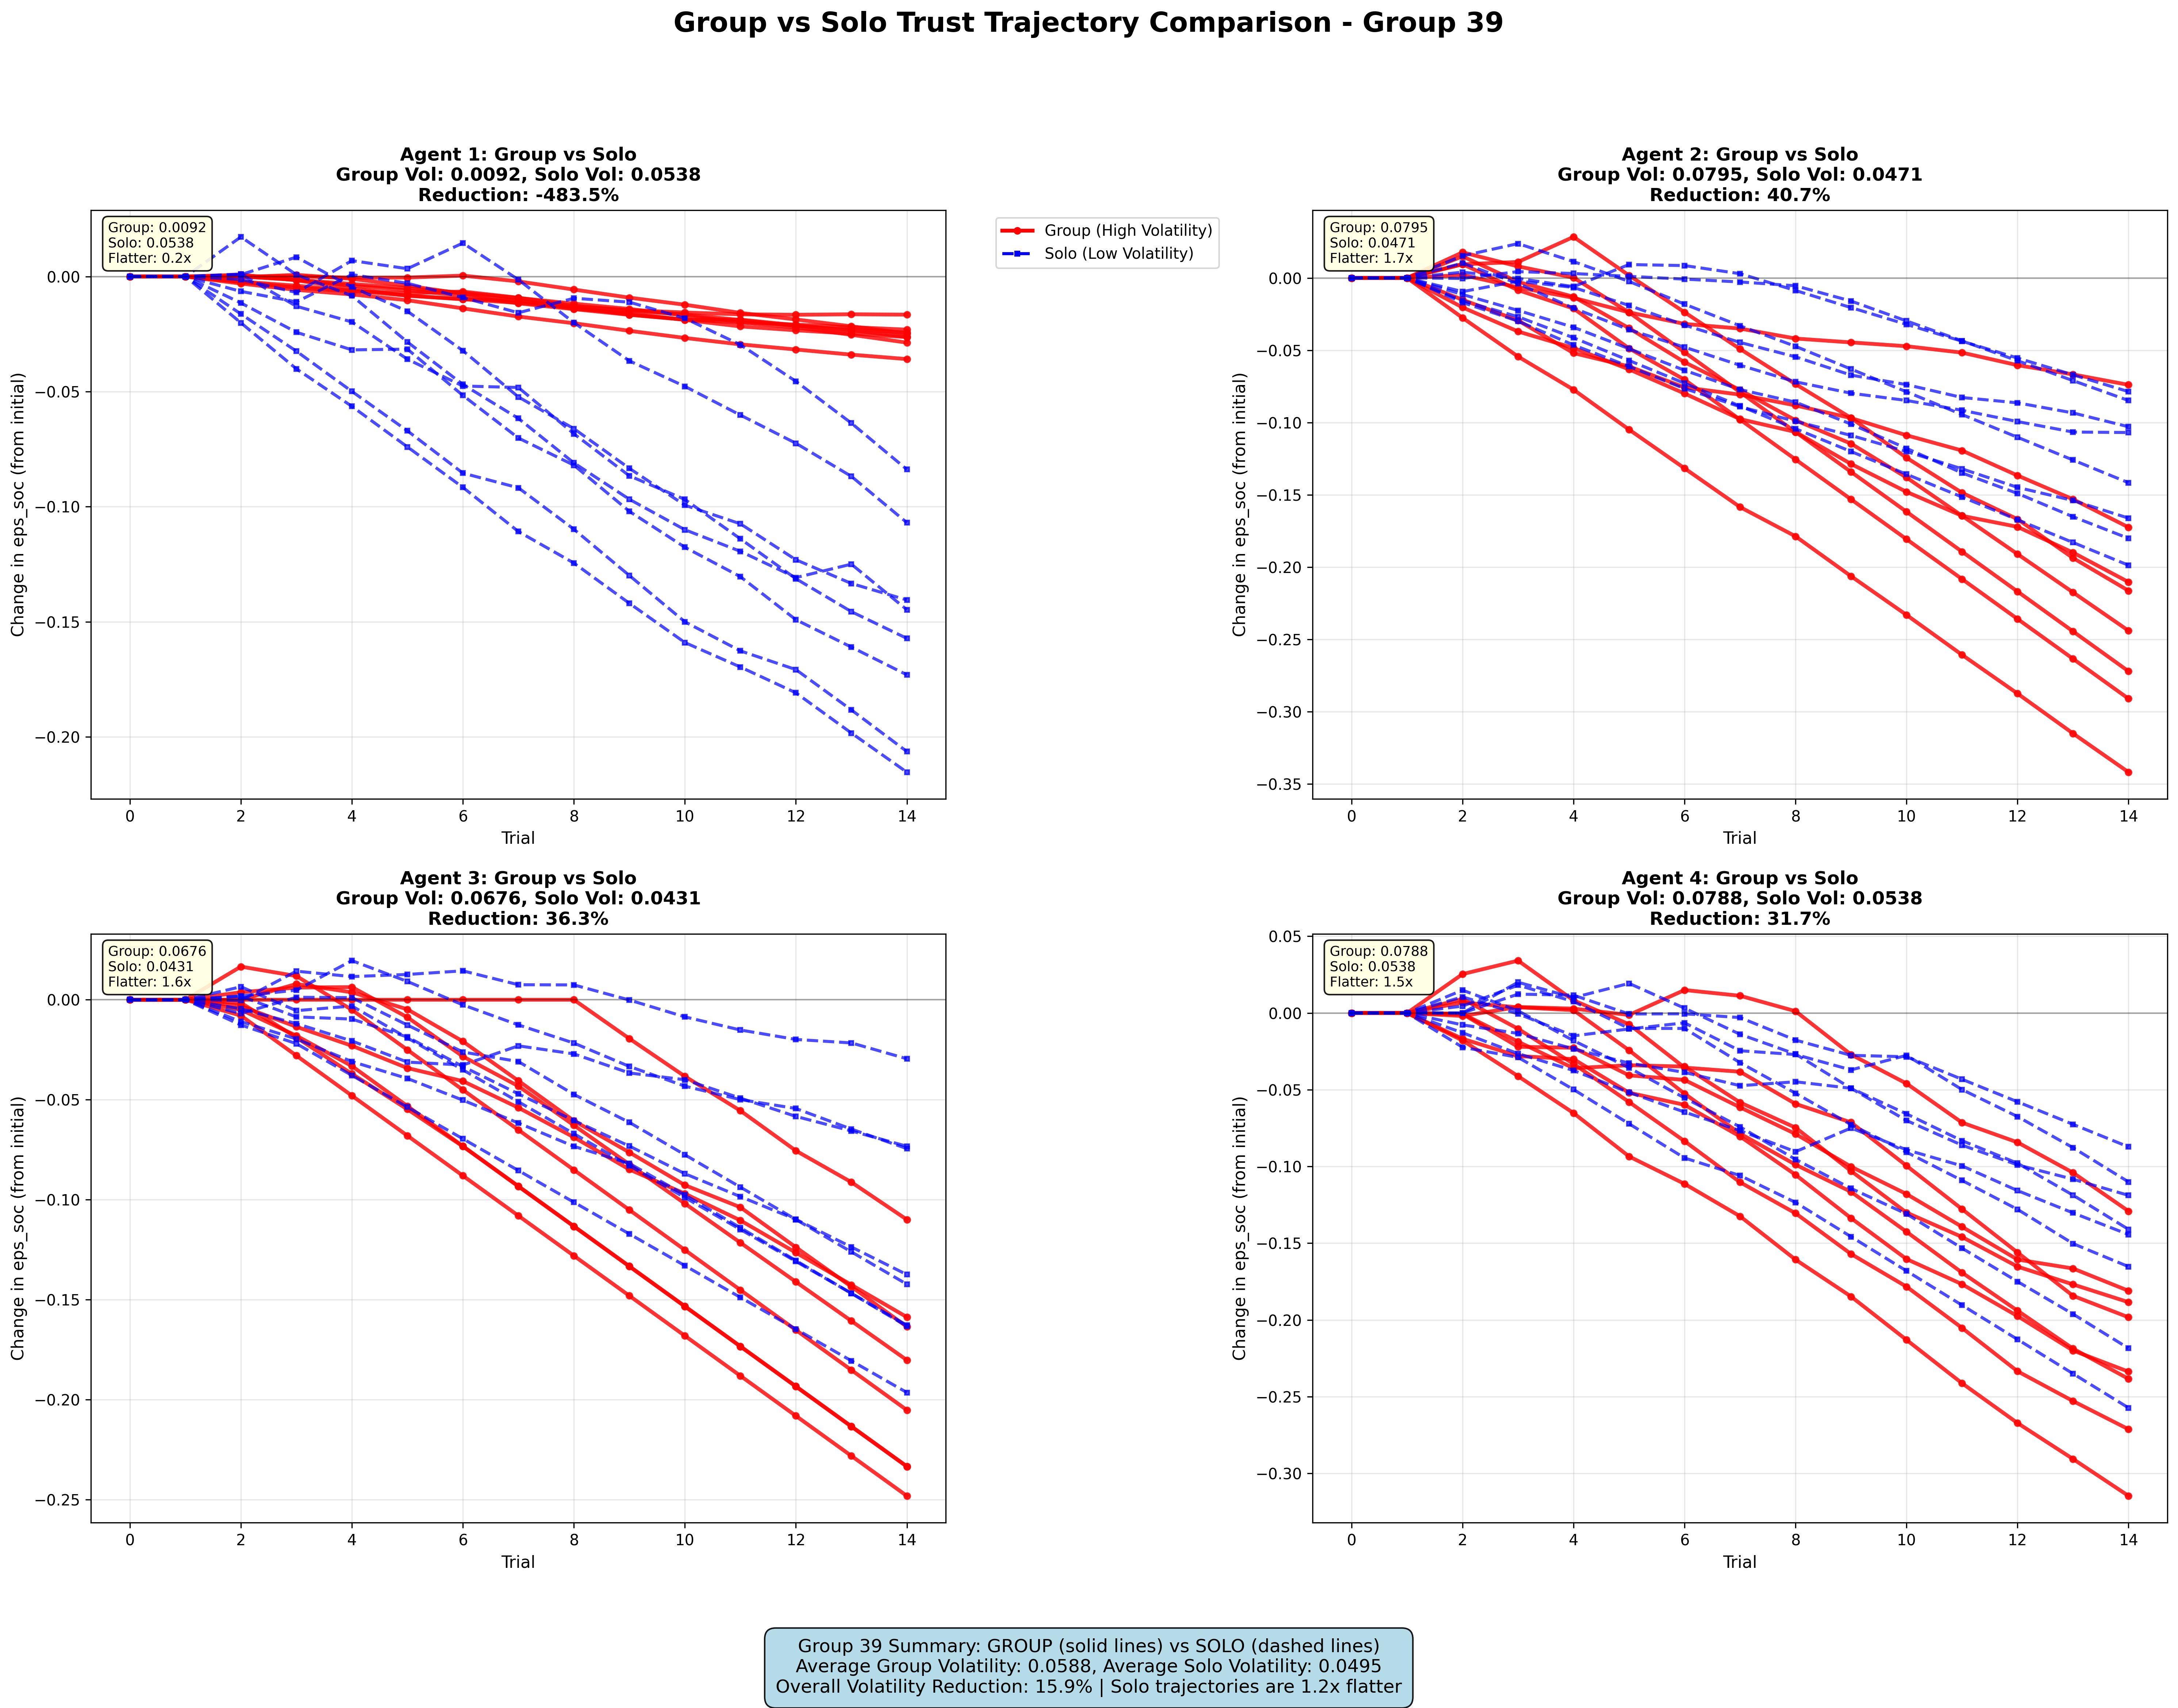 Group vs Solo Trust Trajectory Comparison - Group 39
Agent 1: Group vs Solo
Group Vol: 0.0092, Solo Vol: 0.0538
Reduction: -483.5%
Group: 0.0092
Solo: 0.0538
Flatter: 0.2x
0.00
−0.05
−0.10
−0.15
−0.20
Change in eps_soc (from initial)
0 2 4 6 8 10 12 14
Trial
Group (High Volatility)
Solo (Low Volatility)
Agent 2: Group vs Solo
Group Vol: 0.0795, Solo Vol: 0.0471
Reduction: 40.7%
Group: 0.0795
Solo: 0.0471
Flatter: 1.7x
0.00
−0.05
−0.10
−0.15
−0.20
−0.25
−0.30
−0.35
Change in eps_soc (from initial)
0 2 4 6 8 10 12 14
Trial
Agent 3: Group vs Solo
Group Vol: 0.0676, Solo Vol: 0.0431
Reduction: 36.3%
Group: 0.0676
Solo: 0.0431
Flatter: 1.6x
0.00
−0.05
−0.10
−0.15
−0.20
−0.25
Change in eps_soc (from initial)
0 2 4 6 8 10 12 14
Trial
Agent 4: Group vs Solo
Group Vol: 0.0788, Solo Vol: 0.0538
Reduction: 31.7%
Group: 0.0788
Solo: 0.0538
Flatter: 1.5x
0.05
0.00
−0.05
−0.10
−0.15
−0.20
−0.25
−0.30
Change in eps_soc (from initial)
0 2 4 6 8 10 12 14
Trial
Group 39 Summary: GROUP (solid lines) vs SOLO (dashed lines)
Average Group Volatility: 0.0588, Average Solo Volatility: 0.0495
Overall Volatility Reduction: 15.9% | Solo trajectories are 1.2x flatter